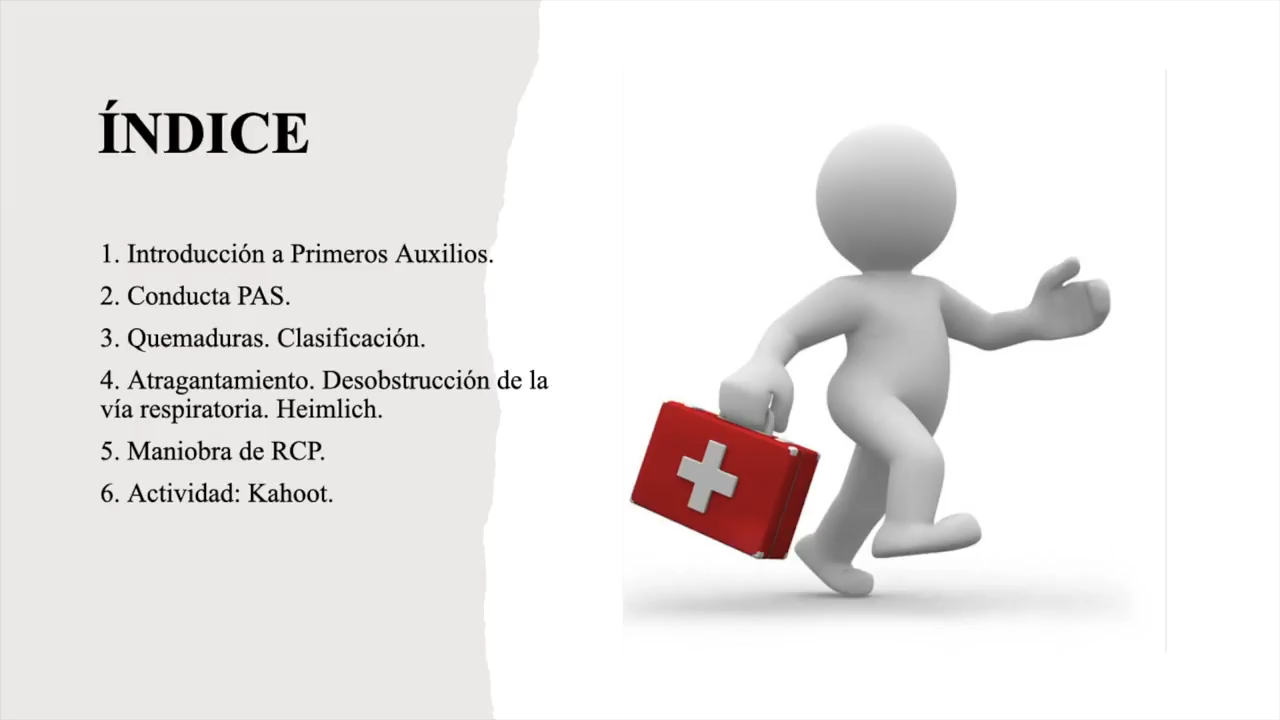 ÍNDICE
1. Introducción a Primeros Auxilios.
2. Conducta PAS.
3. Quemaduras. Clasificación.
4. Atragantamiento. Desobstrucción de la
vía respiratoria. Heimlich.
5. Maniobra de RCP.
6. Actividad: Kahoot.